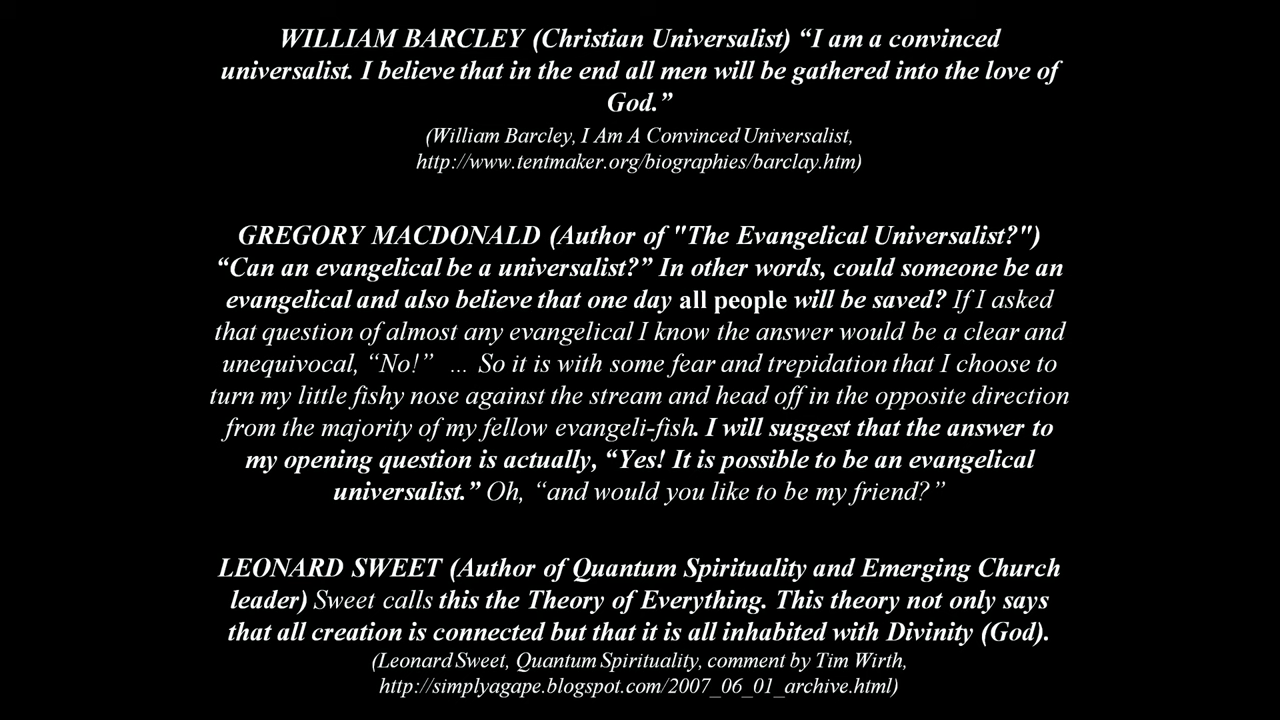 WILLIAM BARCLEY (Christian Universalist) “I am a convinced
universalist. I believe that in the end all men will be gathered into the love of
God.”
(William Barcley, I Am A Convinced Universalist,
http://www.tentmaker.org/biographies/barclay.htm)
GREGORY MACDONALD (Author of "The Evangelical Universalist?")
“Can an evangelical be a universalist?” In other words, could someone be an
evangelical and also believe that one day all people will be saved? If I asked
that question of almost any evangelical I know the answer would be a clear and
unequivocal, “No!” … So it is with some fear and trepidation that I choose to
turn my little fishy nose against the stream and head off in the opposite direction
from the majority of my fellow evangeli-fish. I will suggest that the answer to
my opening question is actually, “Yes! It is possible to be an evangelical
universalist.” Oh, “and would you like to be my friend?”
LEONARD SWEET (Author of Quantum Spirituality and Emerging Church
leader) Sweet calls this the Theory of Everything. This theory not only says
that all creation is connected but that it is all inhabited with Divinity (God).
(Leonard Sweet, Quantum Spirituality, comment by Tim Wirth,
http://simplyagape.blogspot.com/2007_06_01_archive.html)